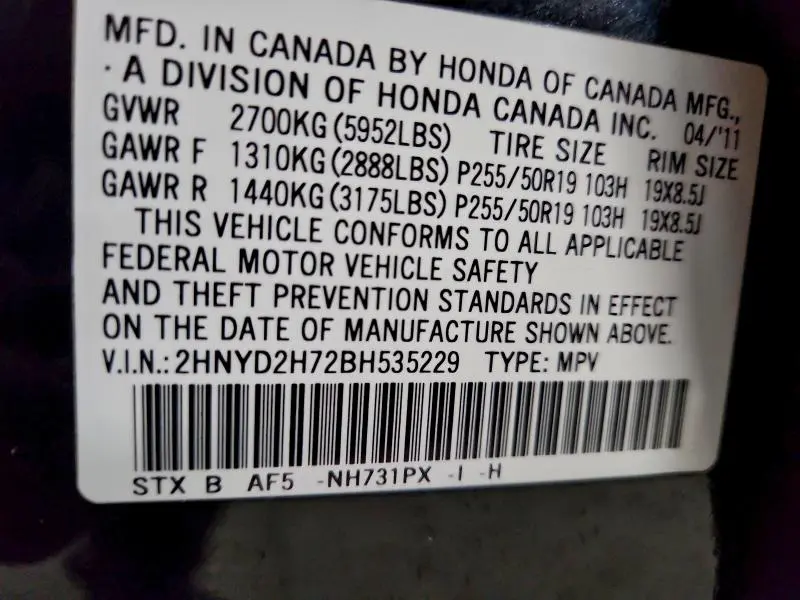 MFD. IN CANADA BY HONDA OF CANADA MFG.,
· A DIVISION OF HONDA CANADA INC. 04/'11
GVWR 2700KG(5952LBS) TIRE SIZE RIM SIZE
GAWR F 1310KG(2888LBS) P255/50R19 103H 19X8.5J
GAWR R 1440KG(3175LBS) P255/50R19 103H 19X8.5J
THIS VEHICLE CONFORMS TO ALL APPLICABLE
FEDERAL MOTOR VEHICLE SAFETY
AND THEFT PREVENTION STANDARDS IN EFFECT
ON THE DATE OF MANUFACTURE SHOWN ABOVE.
V.I.N.: 2HNYD2H72BH535229 TYPE: MPV
STX B AF5 -NH731PX -I -H